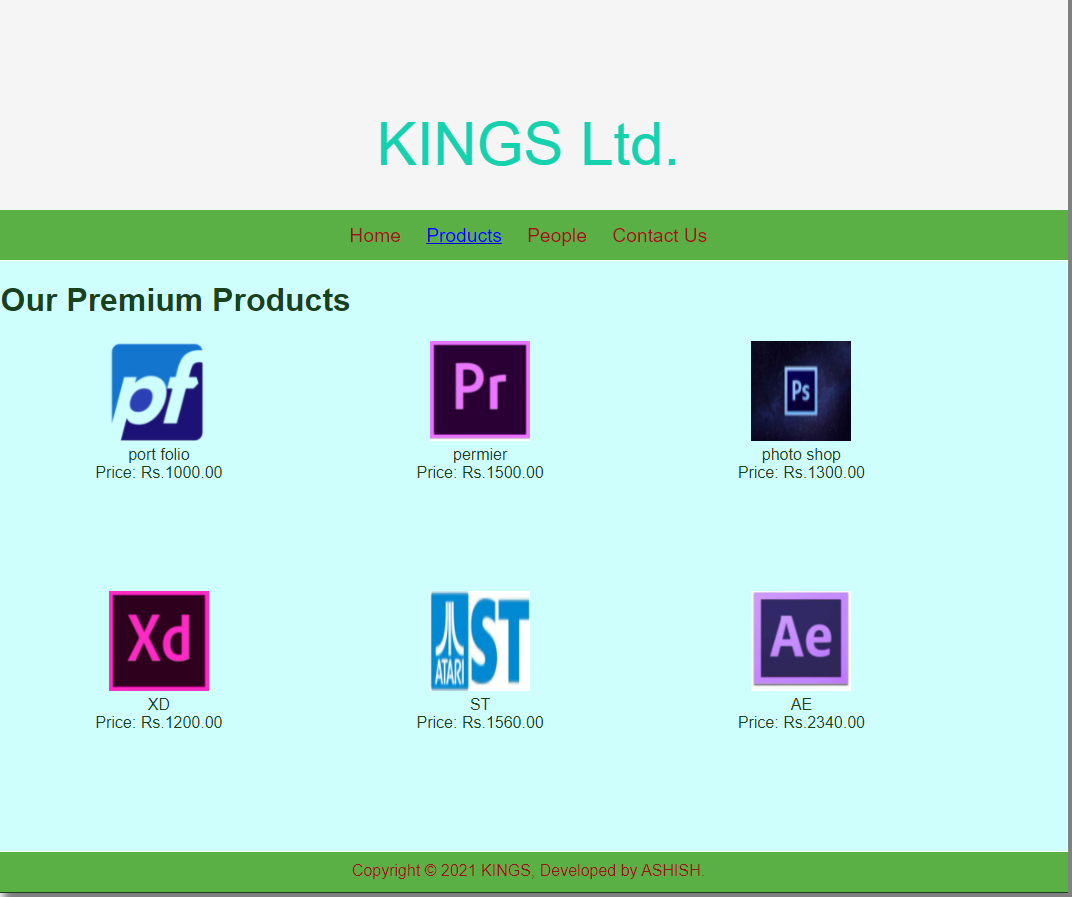 KINGS Ltd.
Home Products People Contact Us
Our Premium Products
pf Pr Ps
port folio permier photo shop
Price: Rs.1000.00 Price: Rs.1500.00 Price: Rs.1300.00
Xd ATARI ST Ae
XD ST AE
Price: Rs.1200.00 Price: Rs.1560.00 Price: Rs.2340.00
Copyright © 2021 KINGS, Developed by ASHISH.